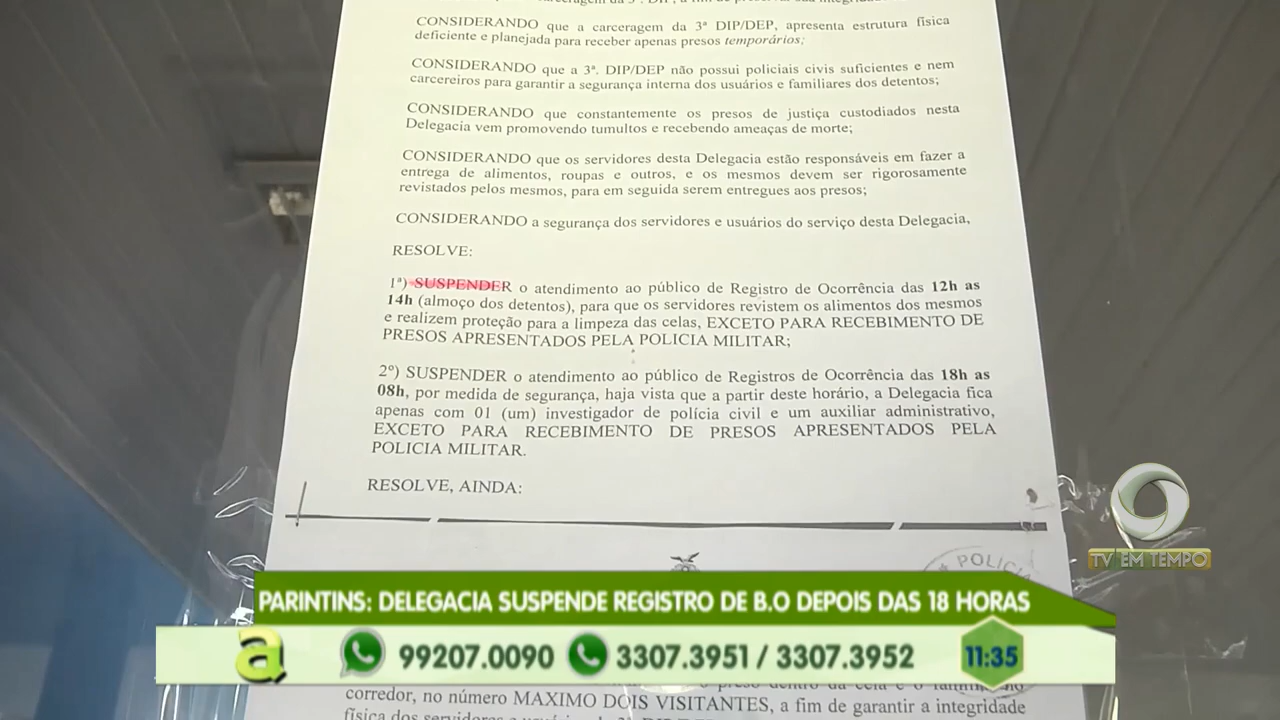 CONSIDERANDO que a carceragem da 3ª DIP/DEP, apresenta estrutura física
deficiente e planejada para receber apenas presos temporários;
CONSIDERANDO que a 3ª. DIP/DEP não possui policiais civis suficientes e nem
carcereiros para garantir a segurança interna dos usuários e familiares dos detentos;
CONSIDERANDO que constantemente os presos de justiça custodiados nesta
Delegacia vem promovendo tumultos e recebendo ameaças de morte;
CONSIDERANDO que os servidores desta Delegacia estão responsáveis em fazer a
entrega de alimentos, roupas e outros, e os mesmos devem ser rigorosamente
revistados pelos mesmos, para em seguida serem entregues aos presos;
CONSIDERANDO a segurança dos servidores e usuários do serviço desta Delegacia,
RESOLVE:
1ª) SUSPENDER o atendimento ao público de Registro de Ocorrência das 12h as
14h (almoço dos detentos), para que os servidores revistem os alimentos dos mesmos
e realizem proteção para a limpeza das celas, EXCETO PARA RECEBIMENTO DE
PRESOS APRESENTADOS PELA POLICIA MILITAR;
2º) SUSPENDER o atendimento ao público de Registros de Ocorrência das 18h as
08h, por medida de segurança, haja vista que a partir deste horário, a Delegacia fica
apenas com 01 (um) investigador de polícia civil e um auxiliar administrativo,
EXCETO PARA RECEBIMENTO DE PRESOS APRESENTADOS PELA
POLICIA MILITAR.
RESOLVE, AINDA:
POLÍCIA
TV EM TEMPO
PARINTINS: DELEGACIA SUSPENDE REGISTRO DE B.O DEPOIS DAS 18 HORAS
a 99207.0090 3307.3951 / 3307.3952 11:35
corredor, no número MAXIMO DOIS VISITANTES, a fim de garantir a integridade
física dos servidores